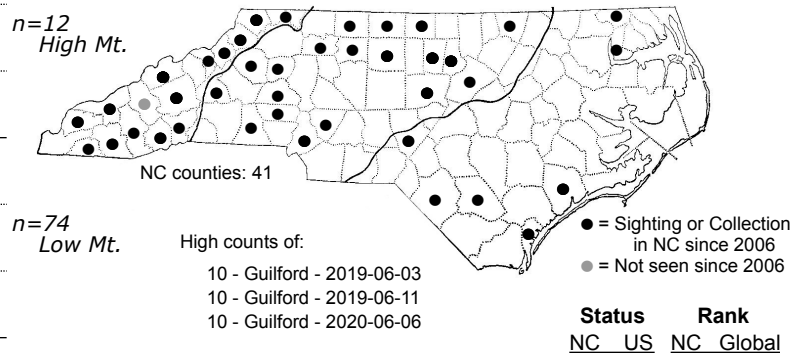 n=12
High Mt.
NC counties: 41
n=74
Low Mt.
High counts of:
10 - Guilford - 2019-06-03
10 - Guilford - 2019-06-11
10 - Guilford - 2020-06-06
= Sighting or Collection
in NC since 2006
= Not seen since 2006
Status Rank
NC US NC Global